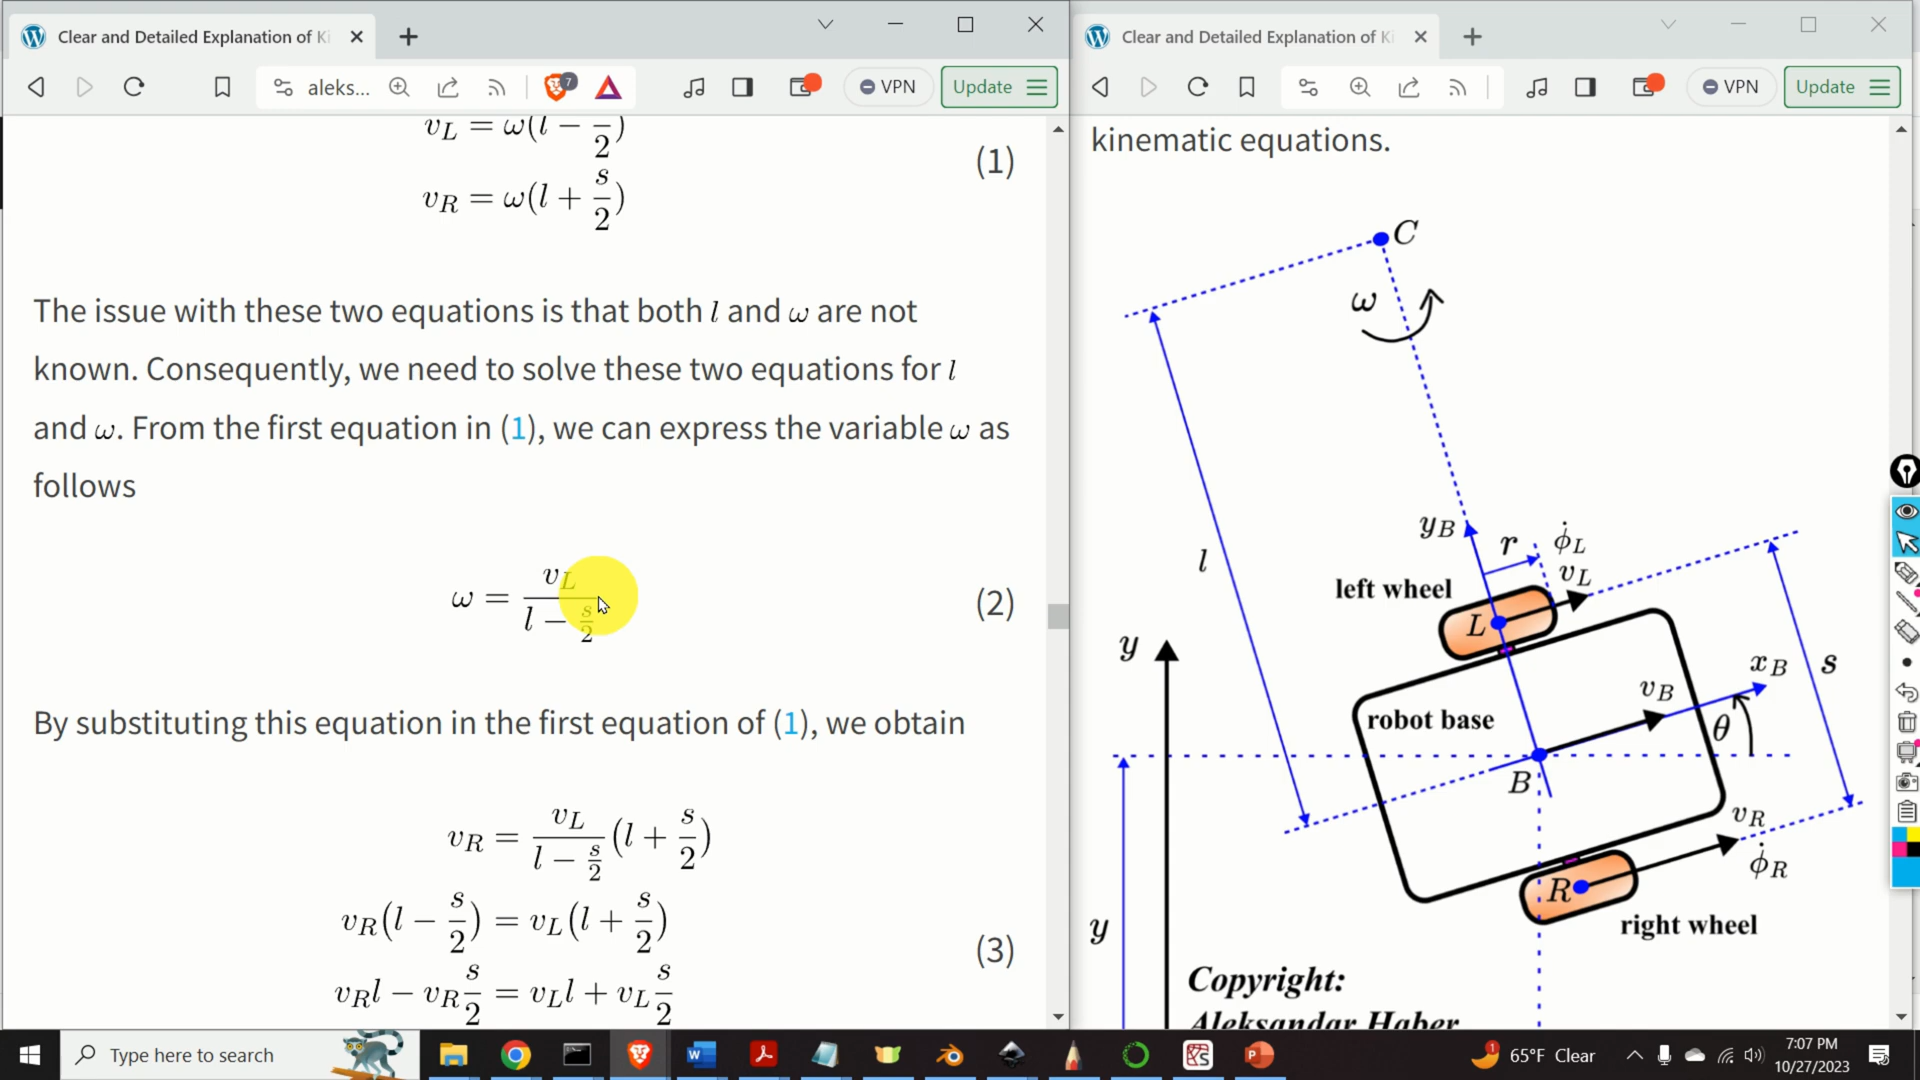 Clear and Detailed Explanation of Ki
Clear and Detailed Explanation of Ki
aleks...
7
VPN
Update
VPN
Update
v_L = ω(l − s/2)
v_R = ω(l + s/2)
(1)
The issue with these two equations is that both l and ω are not
known. Consequently, we need to solve these two equations for l
and ω. From the first equation in (1), we can express the variable ω as
follows
ω = v_L / (l − s/2)
(2)
By substituting this equation in the first equation of (1), we obtain
v_R = v_L / (l − s/2) (l + s/2)
v_R(l − s/2) = v_L(l + s/2)
(3)
v_R l − v_R s/2 = v_L l + v_L s/2
kinematic equations.
C
ω
l
y_B
r
φ̇_L
v_L
left wheel
L
y
x_B
s
v_B
robot base
θ
B
v_R
φ̇_R
R
right wheel
y
Copyright:
Aleksandar Haber
Type here to search
1
65°F Clear
7:07 PM
10/27/2023